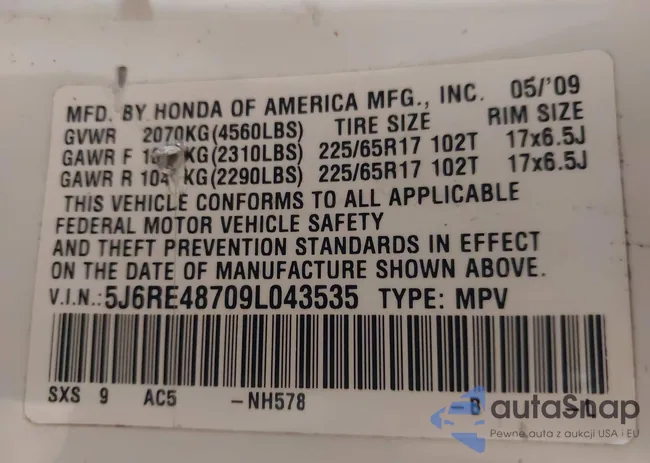 MFD. BY HONDA OF AMERICA MFG., INC. 05/'09
GVWR 2070KG(4560LBS) TIRE SIZE RIM SIZE
GAWR F KG(2310LBS) 225/65R17 102T 17x6.5J
GAWR R KG(2290LBS) 225/65R17 102T 17x6.5J
THIS VEHICLE CONFORMS TO ALL APPLICABLE
FEDERAL MOTOR VEHICLE SAFETY
AND THEFT PREVENTION STANDARDS IN EFFECT
ON THE DATE OF MANUFACTURE SHOWN ABOVE.
V.I.N.:5J6RE48709L043535 TYPE: MPV
SXS 9 AC5 -NH578 -B
autoSnap
Pewne auta z aukcji USA i EU